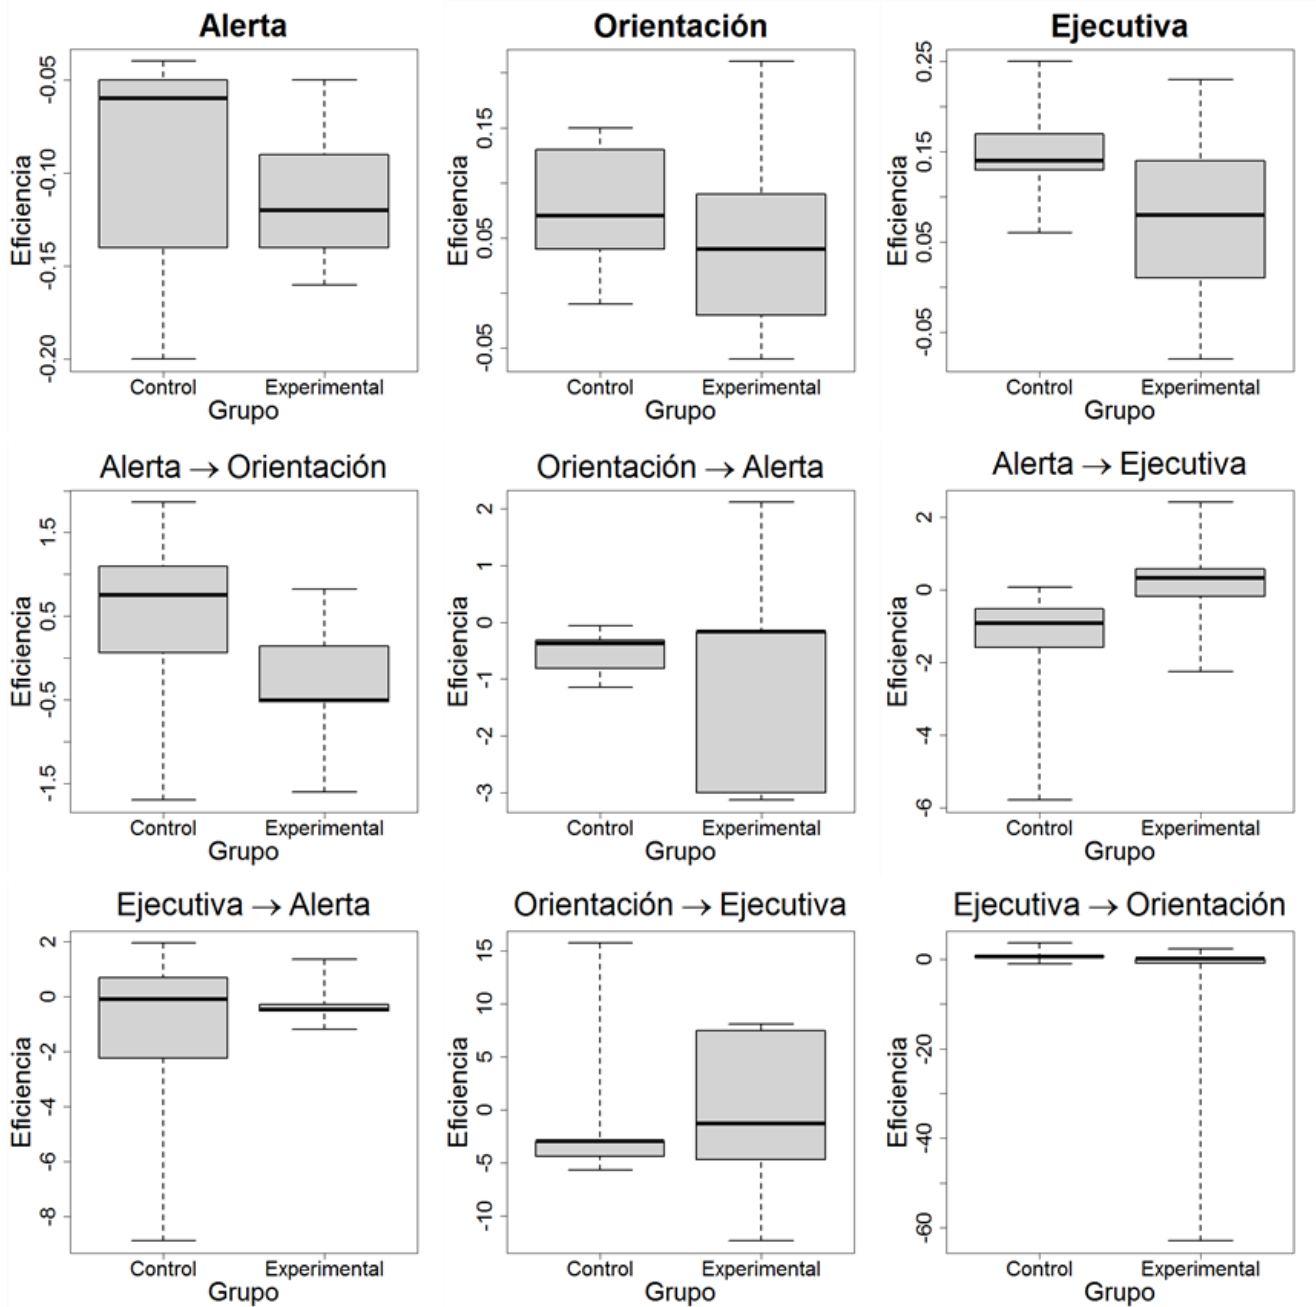 Alerta
Eficiencia
-0.05
-0.10
-0.15
-0.20
Control Experimental
Grupo
Orientación
Eficiencia
0.15
0.05
-0.05
Control Experimental
Grupo
Ejecutiva
Eficiencia
0.25
0.15
0.05
-0.05
Control Experimental
Grupo
Alerta → Orientación
Eficiencia
1.5
0.5
-0.5
-1.5
Control Experimental
Grupo
Orientación → Alerta
Eficiencia
2
1
0
-1
-2
-3
Control Experimental
Grupo
Alerta → Ejecutiva
Eficiencia
2
0
-2
-4
-6
Control Experimental
Grupo
Ejecutiva → Alerta
Eficiencia
2
0
-2
-4
-6
-8
Control Experimental
Grupo
Orientación → Ejecutiva
Eficiencia
15
10
5
0
-5
-10
Control Experimental
Grupo
Ejecutiva → Orientación
Eficiencia
0
-20
-40
-60
Control Experimental
Grupo